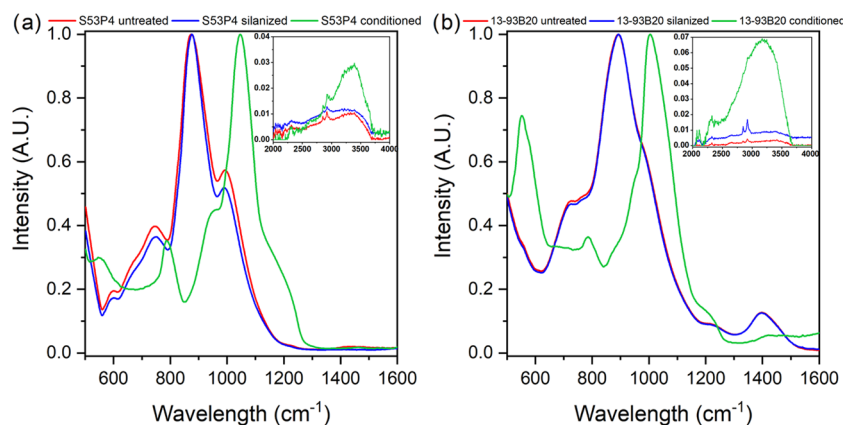 (a) S53P4 untreated S53P4 silanized S53P4 conditioned
1.0
0.8
0.6
0.4
0.2
0.0
Intensity (A.U.)
600 800 1000 1200 1400 1600
Wavelength (cm-1)
0.04
0.03
0.02
0.01
0.00
2000 2500 3000 3500 4000
(b) 13-93B20 untreated 13-93B20 silanized 13-93B20 conditioned
1.0
0.8
0.6
0.4
0.2
0.0
Intensity (A.U.)
600 800 1000 1200 1400 1600
Wavelength (cm-1)
0.07
0.06
0.05
0.04
0.03
0.02
0.01
0.00
2000 2500 3000 3500 4000